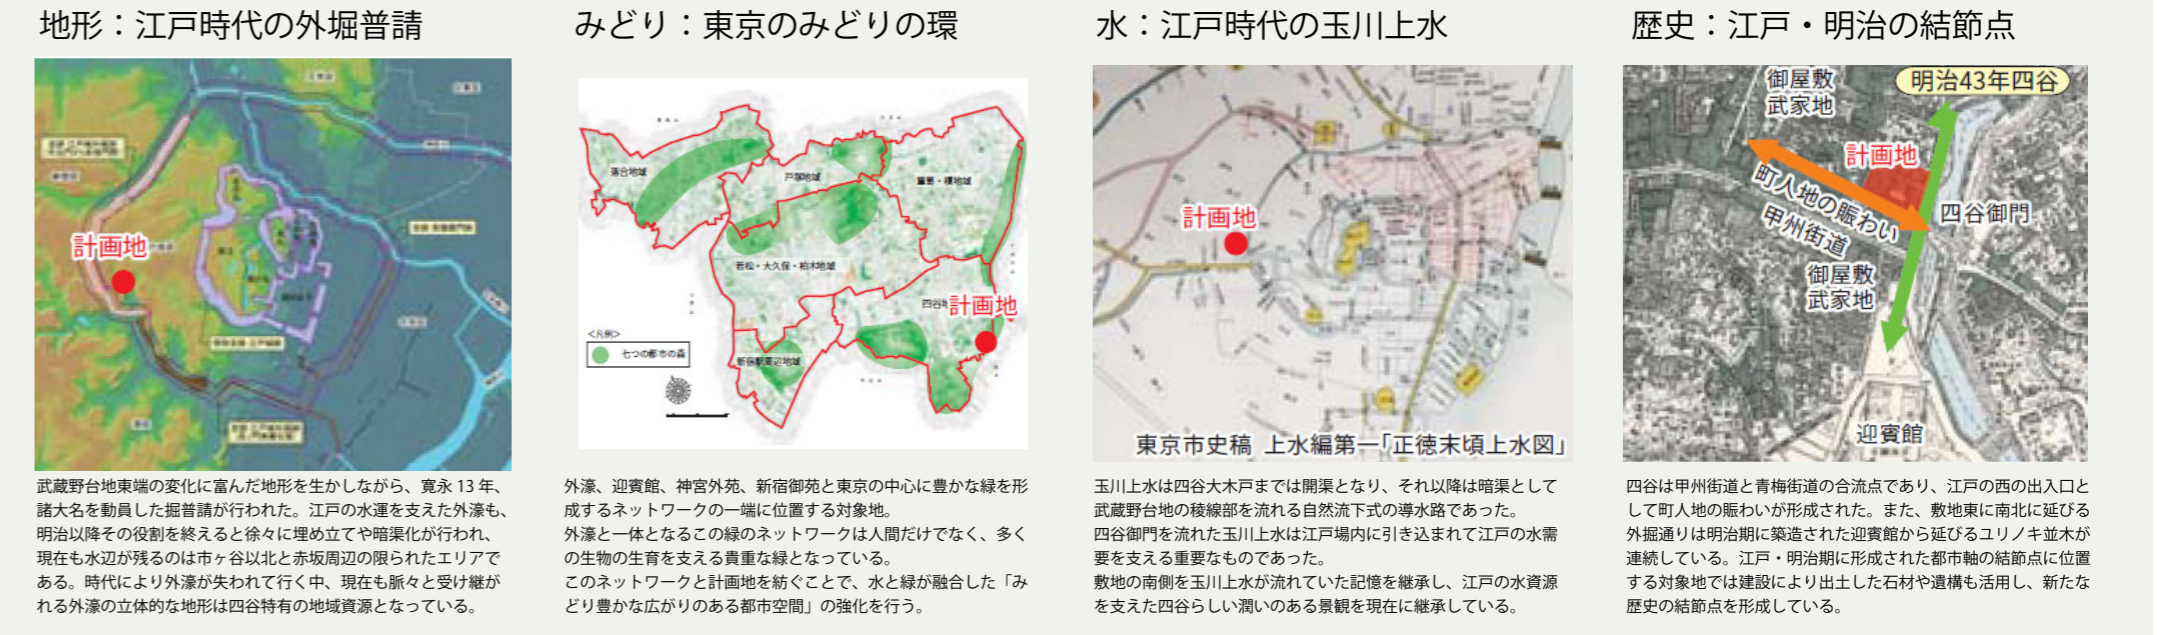 地形：江戸時代の外堀普請
計画地
武蔵野台地東端の変化に富んだ地形を生かしながら、寛永 13 年、
諸大名を動員した掘普請が行われた。江戸の水運を支えた外濠も、
明治以降その役割を終えると徐々に埋め立てや暗渠化が行われ、
現在も水辺が残るのは市ヶ谷以北と赤坂周辺の限られたエリアで
ある。時代により外濠が失われて行く中、現在も脈々と受け継が
れる外濠の立体的な地形は四谷特有の地域資源となっている。
みどり：東京のみどりの環
落合地域
戸塚地域
簞笥・榎地域
若松・大久保・柏木地域
四谷地
計画地
<凡例>
七つの都市の森
新宿駅周辺地域
外濠、迎賓館、神宮外苑、新宿御苑と東京の中心に豊かな緑を形
成するネットワークの一端に位置する対象地。
外濠と一体となるこの緑のネットワークは人間だけでなく、多く
の生物の生育を支える貴重な緑となっている。
このネットワークと計画地を紡ぐことで、水と緑が融合した「み
どり豊かな広がりのある都市空間」の強化を行う。
水：江戸時代の玉川上水
計画地
東京市史稿 上水編第一「正徳末頃上水図」
玉川上水は四谷大木戸までは開渠となり、それ以降は暗渠として
武蔵野台地の稜線部を流れる自然流下式の導水路であった。
四谷御門を流れた玉川上水は江戸場内に引き込まれて江戸の水需
要を支える重要なものであった。
敷地の南側を玉川上水が流れていた記憶を継承し、江戸の水資源
を支えた四谷らしい潤いのある景観を現在に継承している。
歴史：江戸・明治の結節点
御屋敷
武家地
明治43年四谷
計画地
町人地の賑わい
甲州街道
四谷御門
御屋敷
武家地
迎賓館
四谷は甲州街道と青梅街道の合流点であり、江戸の西の出入口と
して町人地の賑わいが形成された。また、敷地東に南北に延びる
外掘通りは明治期に築造された迎賓館から延びるユリノキ並木が
連続している。江戸・明治期に形成された都市軸の結節点に位置
する対象地では建設により出土した石材や遺構も活用し、新たな
歴史の結節点を形成している。